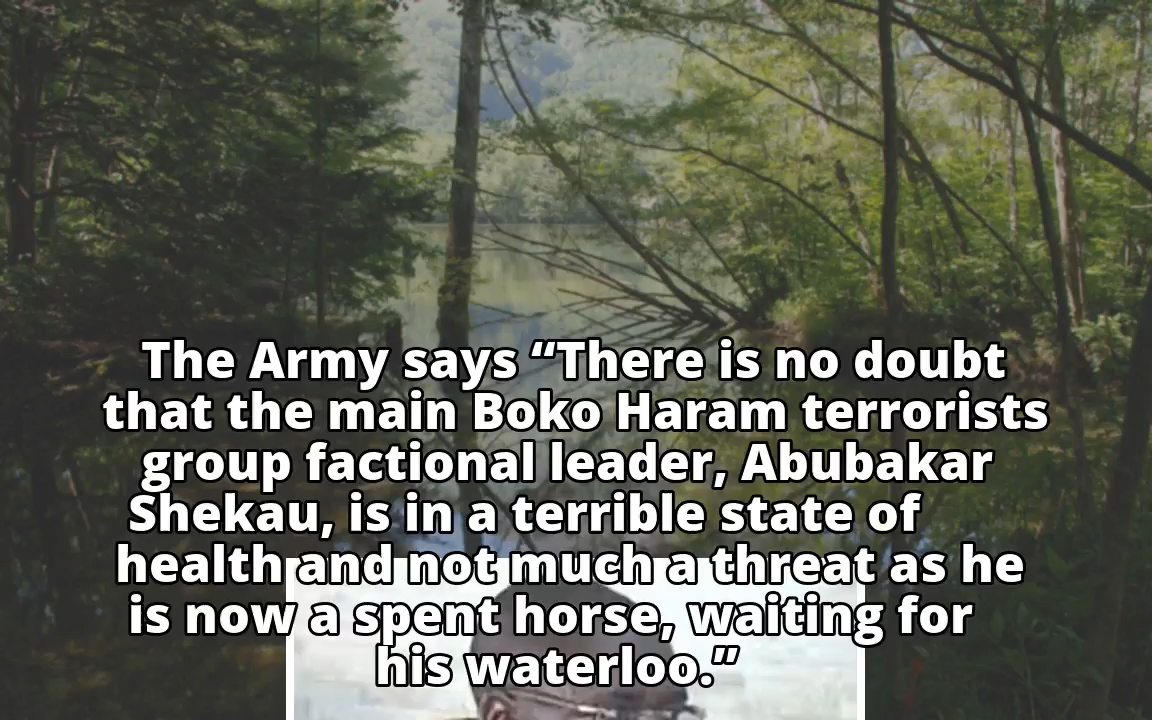 The Army says “There is no doubt
that the main Boko Haram terrorists
group factional leader, Abubakar
Shekau, is in a terrible state of
health and not much a threat as he
is now a spent horse, waiting for
his waterloo.”